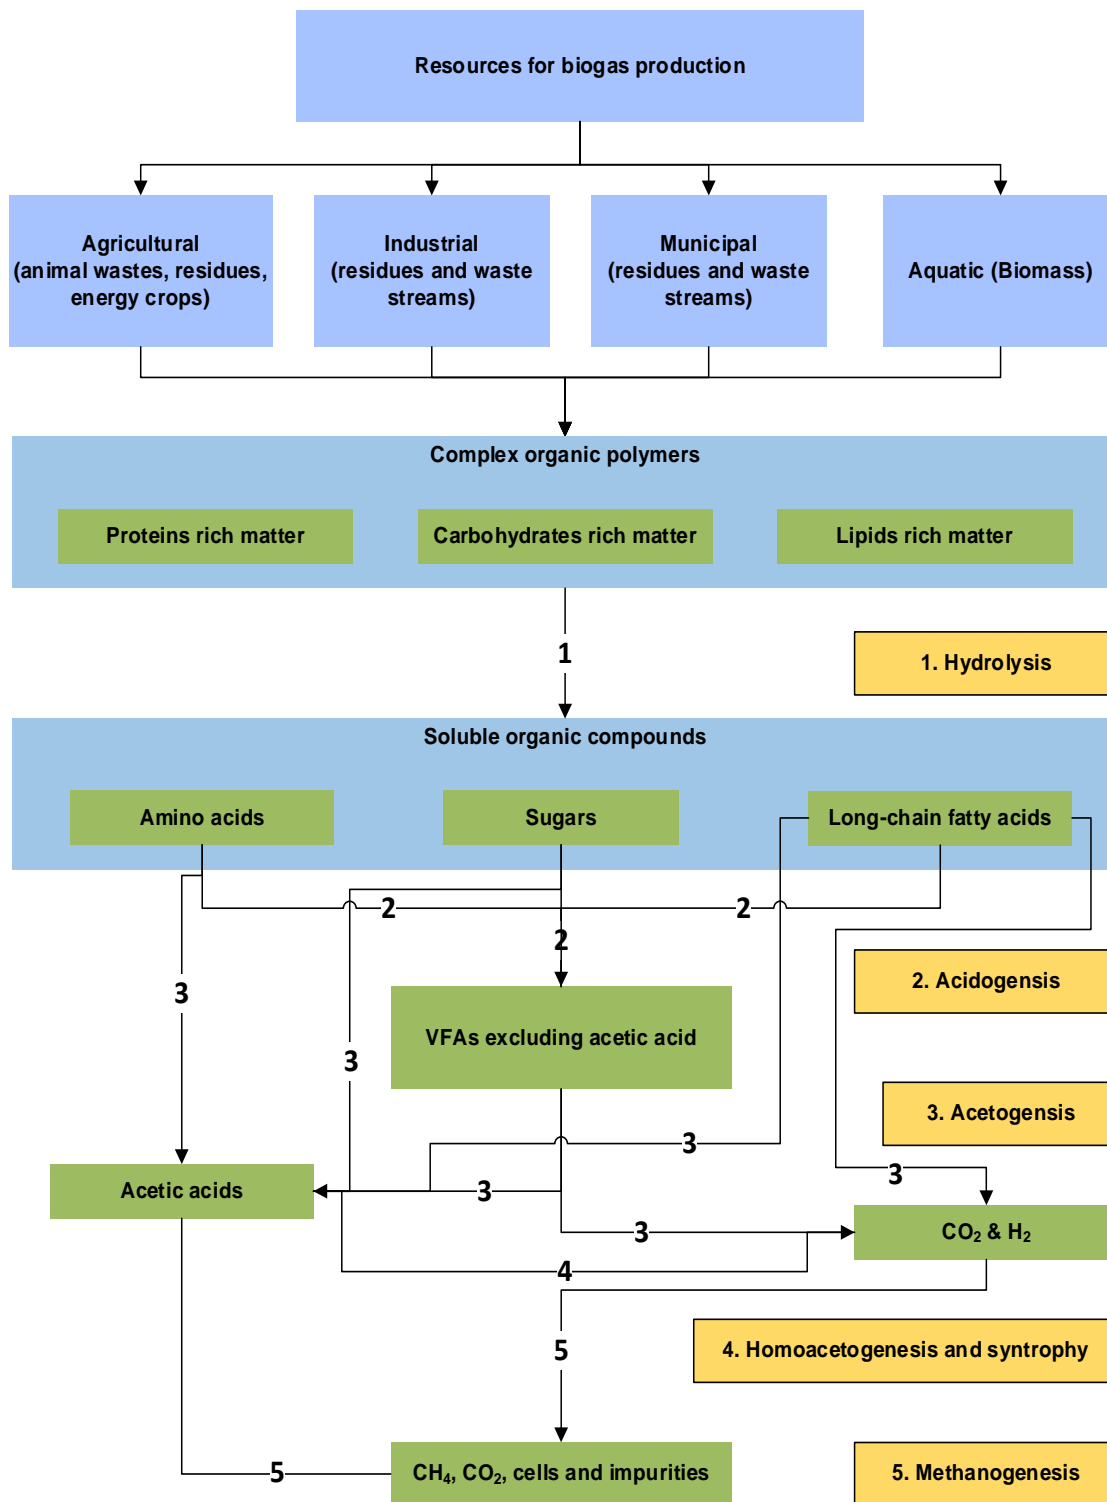 Resources for biogas production
Agricultural
(animal wastes, residues,
energy crops)
Industrial
(residues and waste
streams)
Municipal
(residues and waste
streams)
Aquatic (Biomass)
Complex organic polymers
Proteins rich matter
Carbohydrates rich matter
Lipids rich matter
1
1. Hydrolysis
Soluble organic compounds
Amino acids
Sugars
Long-chain fatty acids
2
2
2
3
2. Acidogensis
VFAs excluding acetic acid
3
3. Acetogensis
3
3
Acetic acids
3
3
CO₂ & H₂
4
4. Homoacetogenesis and syntrophy
5
5
CH₄, CO₂, cells and impurities
5. Methanogenesis